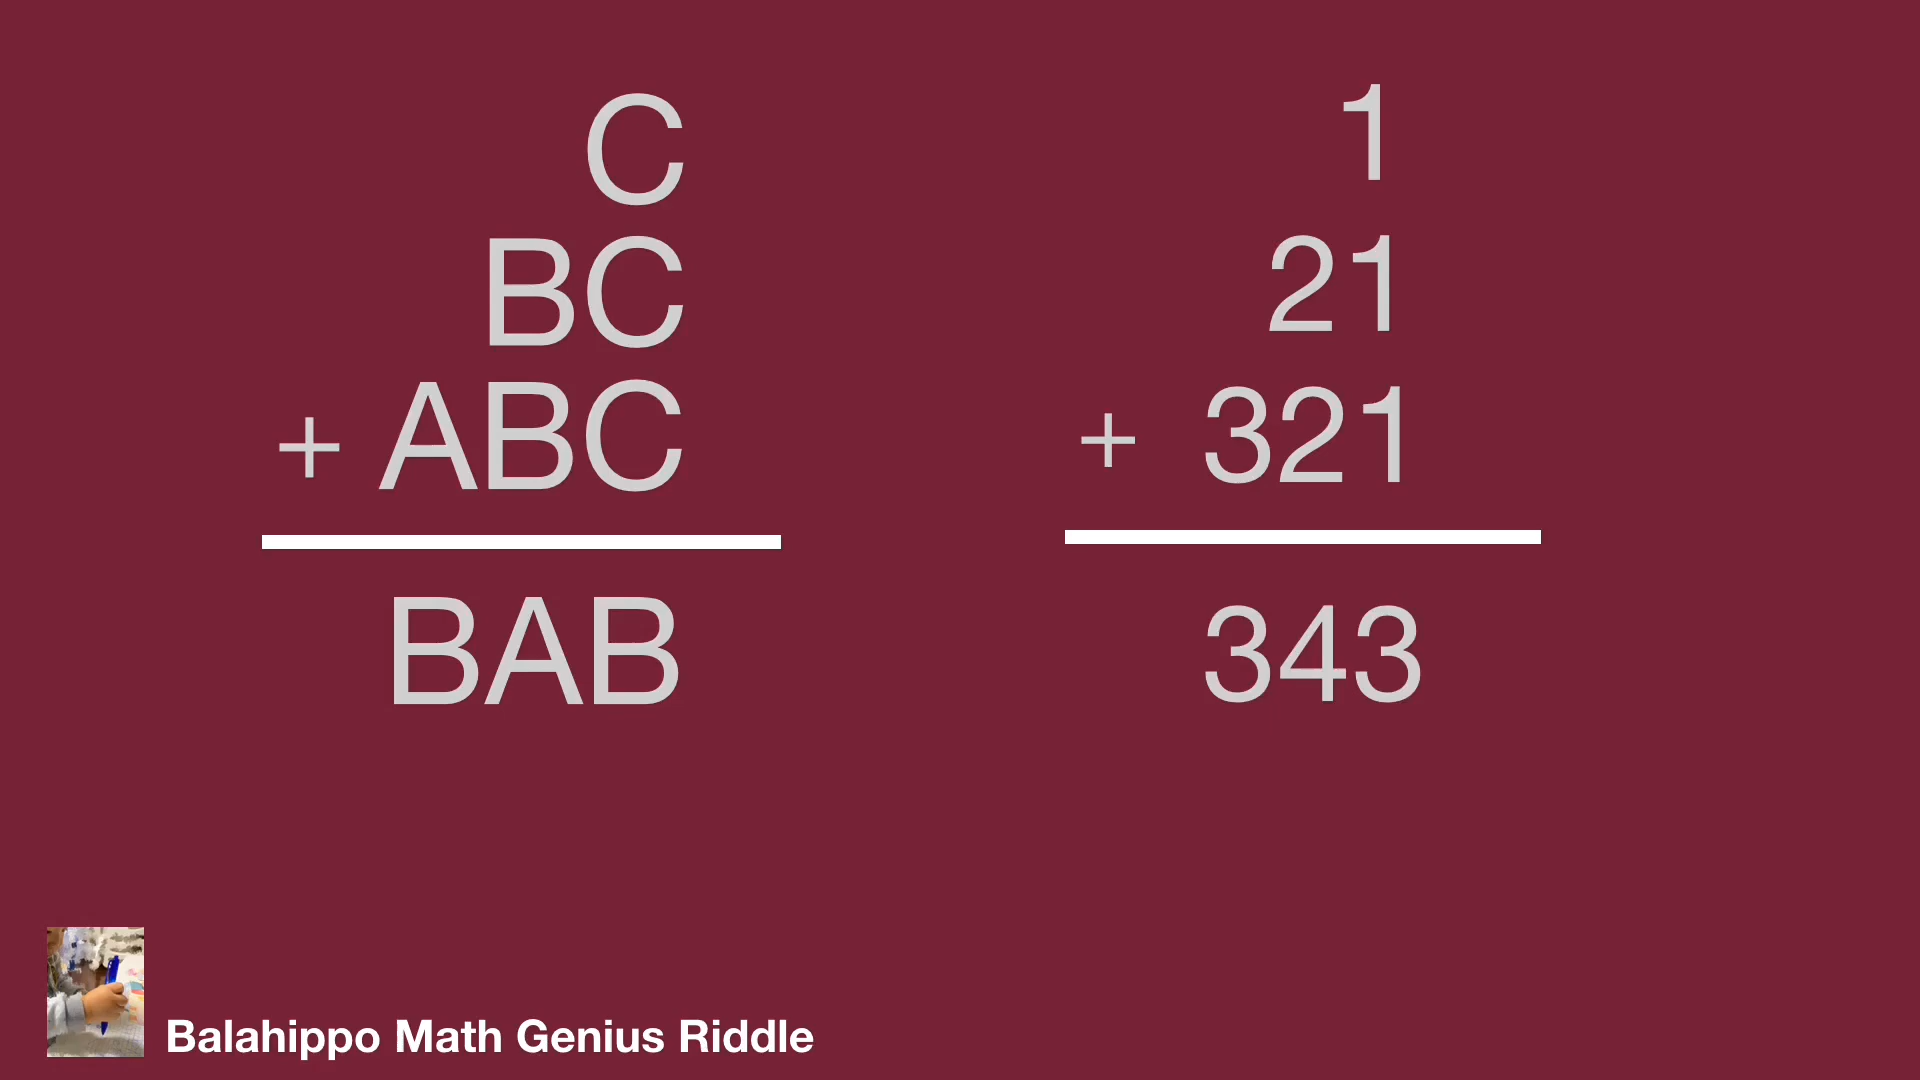 C
BC
+ ABC
BAB
1
21
+ 321
343
Balahippo Math Genius Riddle